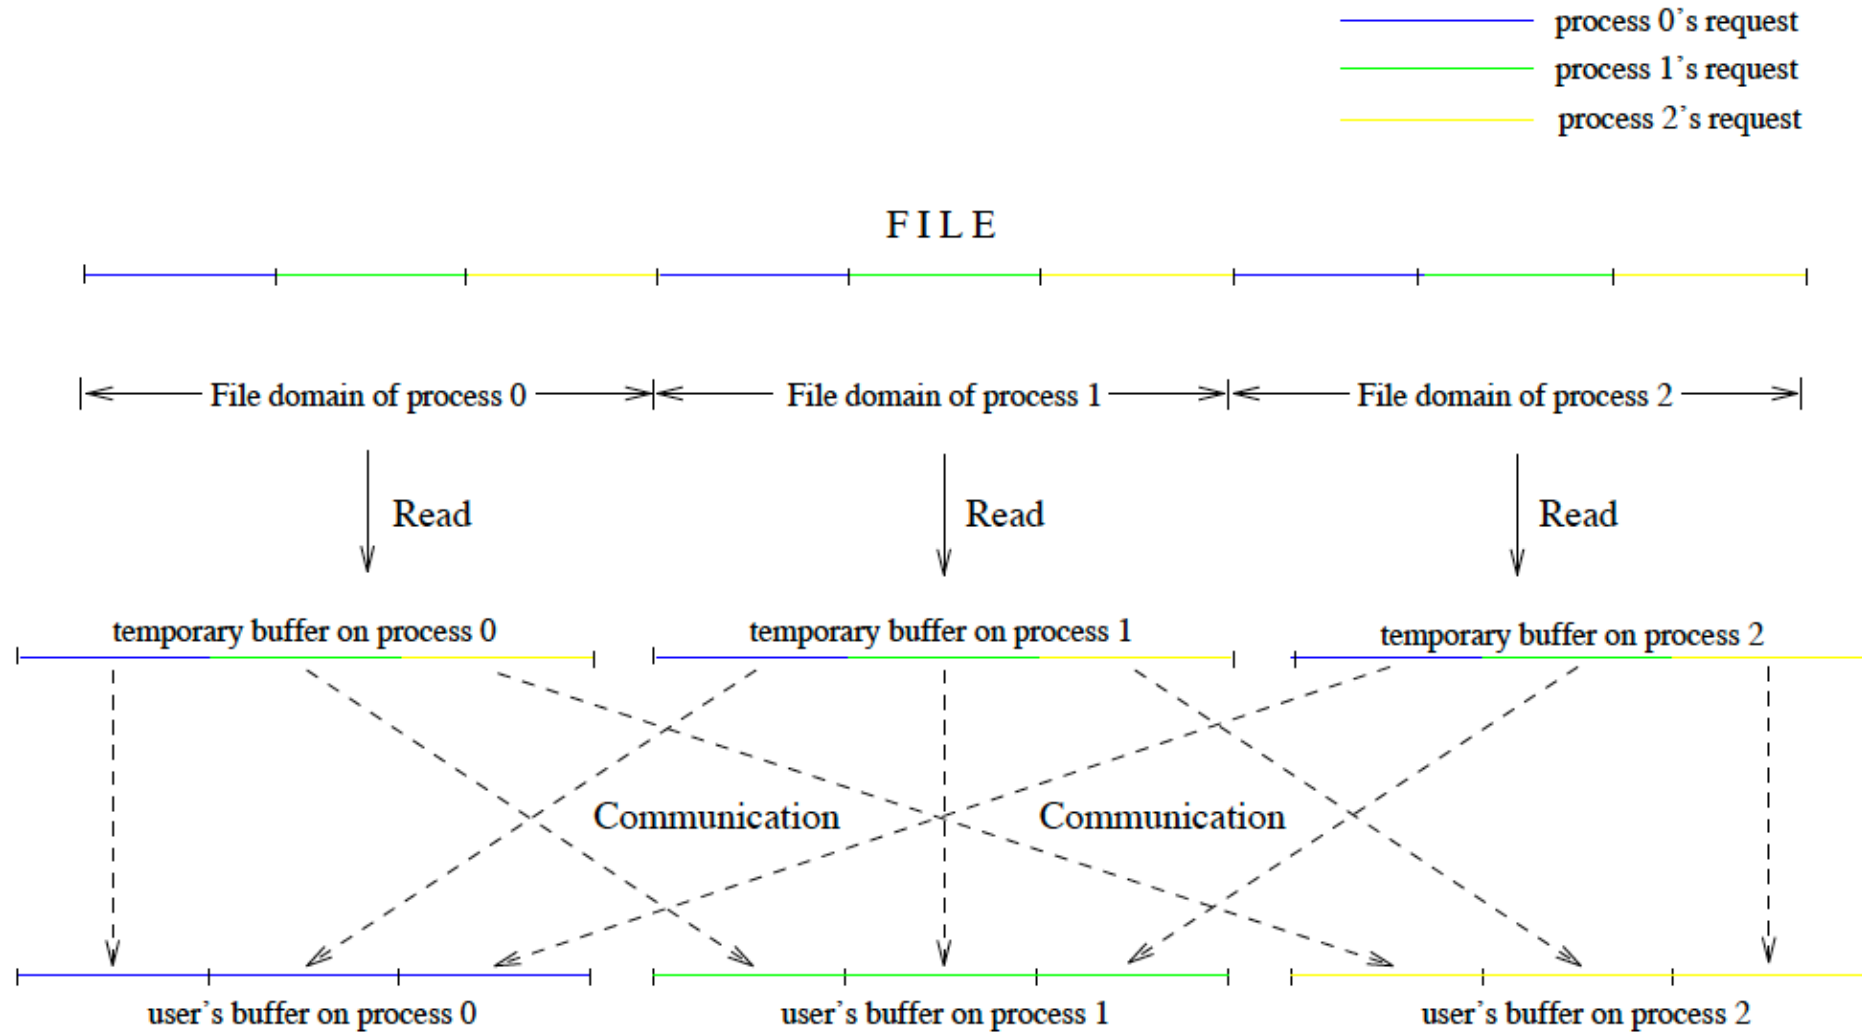 process 0's request
process 1's request
process 2's request
F I L E
File domain of process 0
File domain of process 1
File domain of process 2
Read
Read
Read
temporary buffer on process 0
temporary buffer on process 1
temporary buffer on process 2
Communication
Communication
user's buffer on process 0
user's buffer on process 1
user's buffer on process 2